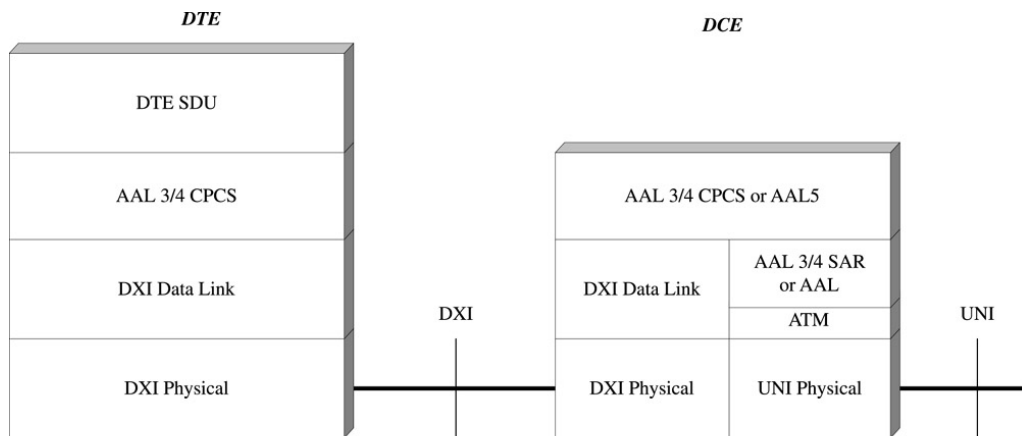 DTE
DCE
DTE SDU
AAL 3/4 CPCS
AAL 3/4 CPCS or AAL5
DXI Data Link
DXI Data Link
AAL 3/4 SAR
or AAL
ATM
DXI
UNI
DXI Physical
DXI Physical
UNI Physical